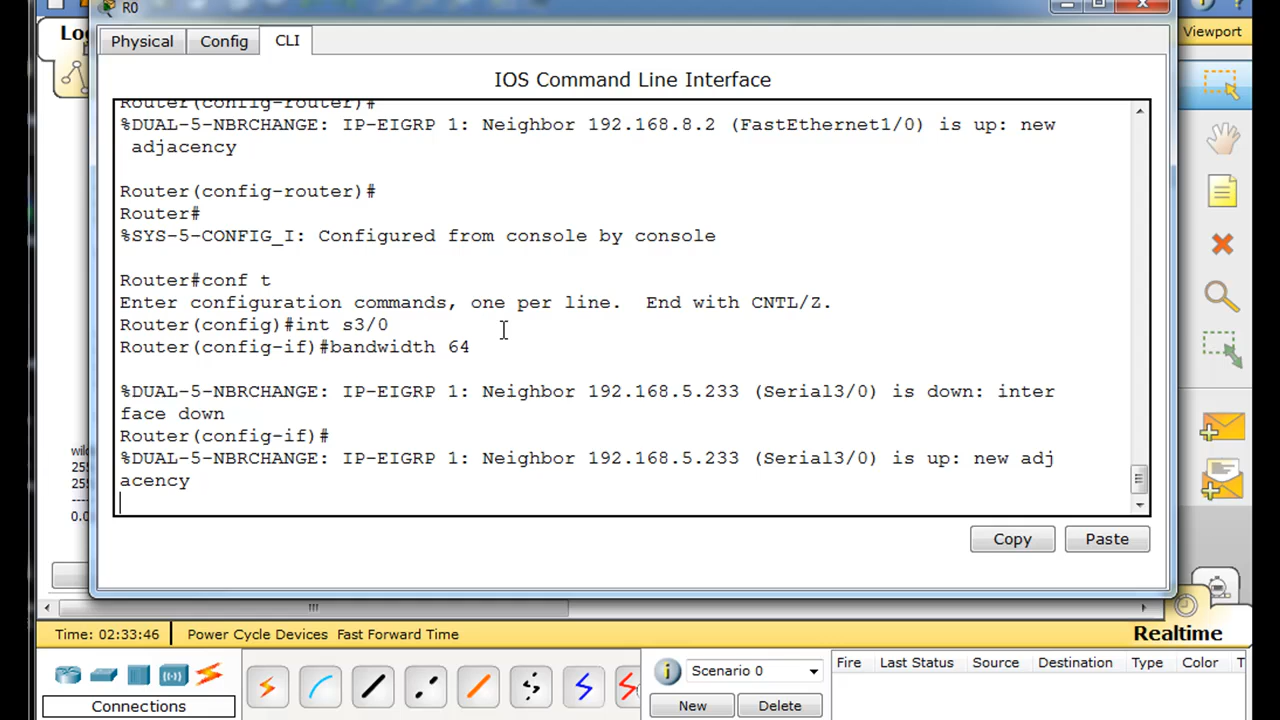 R0
Viewport
Physical
Config
CLI
IOS Command Line Interface
Router(config-router)#
%DUAL-5-NBRCHANGE: IP-EIGRP 1: Neighbor 192.168.8.2 (FastEthernet1/0) is up: new
adjacency
Router(config-router)#
Router#
%SYS-5-CONFIG_I: Configured from console by console
Router#conf t
Enter configuration commands, one per line. End with CNTL/Z.
Router(config)#int s3/0
Router(config-if)#bandwidth 64
%DUAL-5-NBRCHANGE: IP-EIGRP 1: Neighbor 192.168.5.233 (Serial3/0) is down: inter
face down
Router(config-if)#
%DUAL-5-NBRCHANGE: IP-EIGRP 1: Neighbor 192.168.5.233 (Serial3/0) is up: new adj
acency
Copy
Paste
Time: 02:33:46
Power Cycle Devices Fast Forward Time
Realtime
Scenario 0
Fire Last Status Source Destination Type Color
Connections
New
Delete